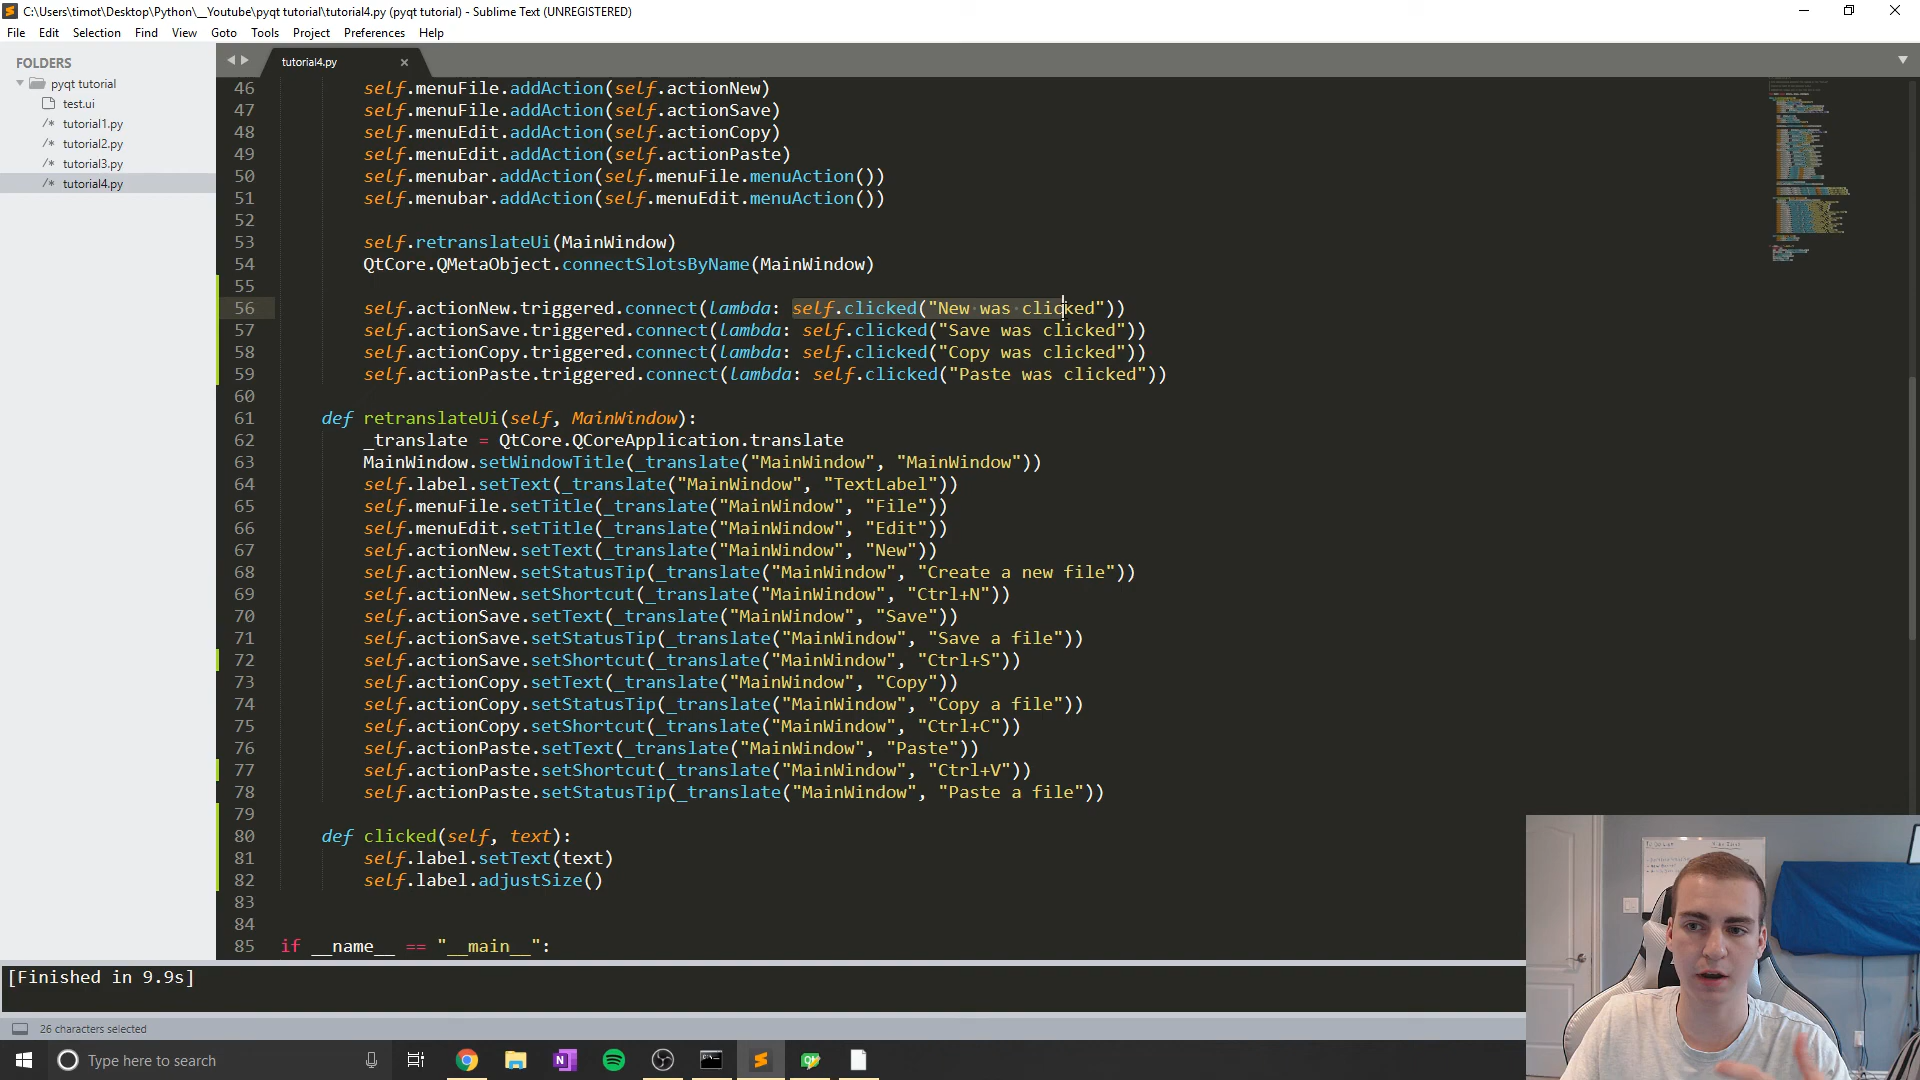 C:\Users\timot\Desktop\Python\__Youtube\pyqt tutorial\tutorial4.py (pyqt tutorial) - Sublime Text (UNREGISTERED)
File Edit Selection Find View Goto Tools Project Preferences Help
FOLDERS
pyqt tutorial
test.ui
/* tutorial1.py
/* tutorial2.py
/* tutorial3.py
/* tutorial4.py
tutorial4.py
46 self.menuFile.addAction(self.actionNew)
47 self.menuFile.addAction(self.actionSave)
48 self.menuEdit.addAction(self.actionCopy)
49 self.menuEdit.addAction(self.actionPaste)
50 self.menubar.addAction(self.menuFile.menuAction())
51 self.menubar.addAction(self.menuEdit.menuAction())
52
53 self.retranslateUi(MainWindow)
54 QtCore.QMetaObject.connectSlotsByName(MainWindow)
55
56 self.actionNew.triggered.connect(lambda: self.clicked("New was clicked"))
57 self.actionSave.triggered.connect(lambda: self.clicked("Save was clicked"))
58 self.actionCopy.triggered.connect(lambda: self.clicked("Copy was clicked"))
59 self.actionPaste.triggered.connect(lambda: self.clicked("Paste was clicked"))
60
61 def retranslateUi(self, MainWindow):
62 _translate = QtCore.QCoreApplication.translate
63 MainWindow.setWindowTitle(_translate("MainWindow", "MainWindow"))
64 self.label.setText(_translate("MainWindow", "TextLabel"))
65 self.menuFile.setTitle(_translate("MainWindow", "File"))
66 self.menuEdit.setTitle(_translate("MainWindow", "Edit"))
67 self.actionNew.setText(_translate("MainWindow", "New"))
68 self.actionNew.setStatusTip(_translate("MainWindow", "Create a new file"))
69 self.actionNew.setShortcut(_translate("MainWindow", "Ctrl+N"))
70 self.actionSave.setText(_translate("MainWindow", "Save"))
71 self.actionSave.setStatusTip(_translate("MainWindow", "Save a file"))
72 self.actionSave.setShortcut(_translate("MainWindow", "Ctrl+S"))
73 self.actionCopy.setText(_translate("MainWindow", "Copy"))
74 self.actionCopy.setStatusTip(_translate("MainWindow", "Copy a file"))
75 self.actionCopy.setShortcut(_translate("MainWindow", "Ctrl+C"))
76 self.actionPaste.setText(_translate("MainWindow", "Paste"))
77 self.actionPaste.setShortcut(_translate("MainWindow", "Ctrl+V"))
78 self.actionPaste.setStatusTip(_translate("MainWindow", "Paste a file"))
79
80 def clicked(self, text):
81 self.label.setText(text)
82 self.label.adjustSize()
83
84
85 if __name__ == "__main__":
[Finished in 9.9s]
26 characters selected
Type here to search